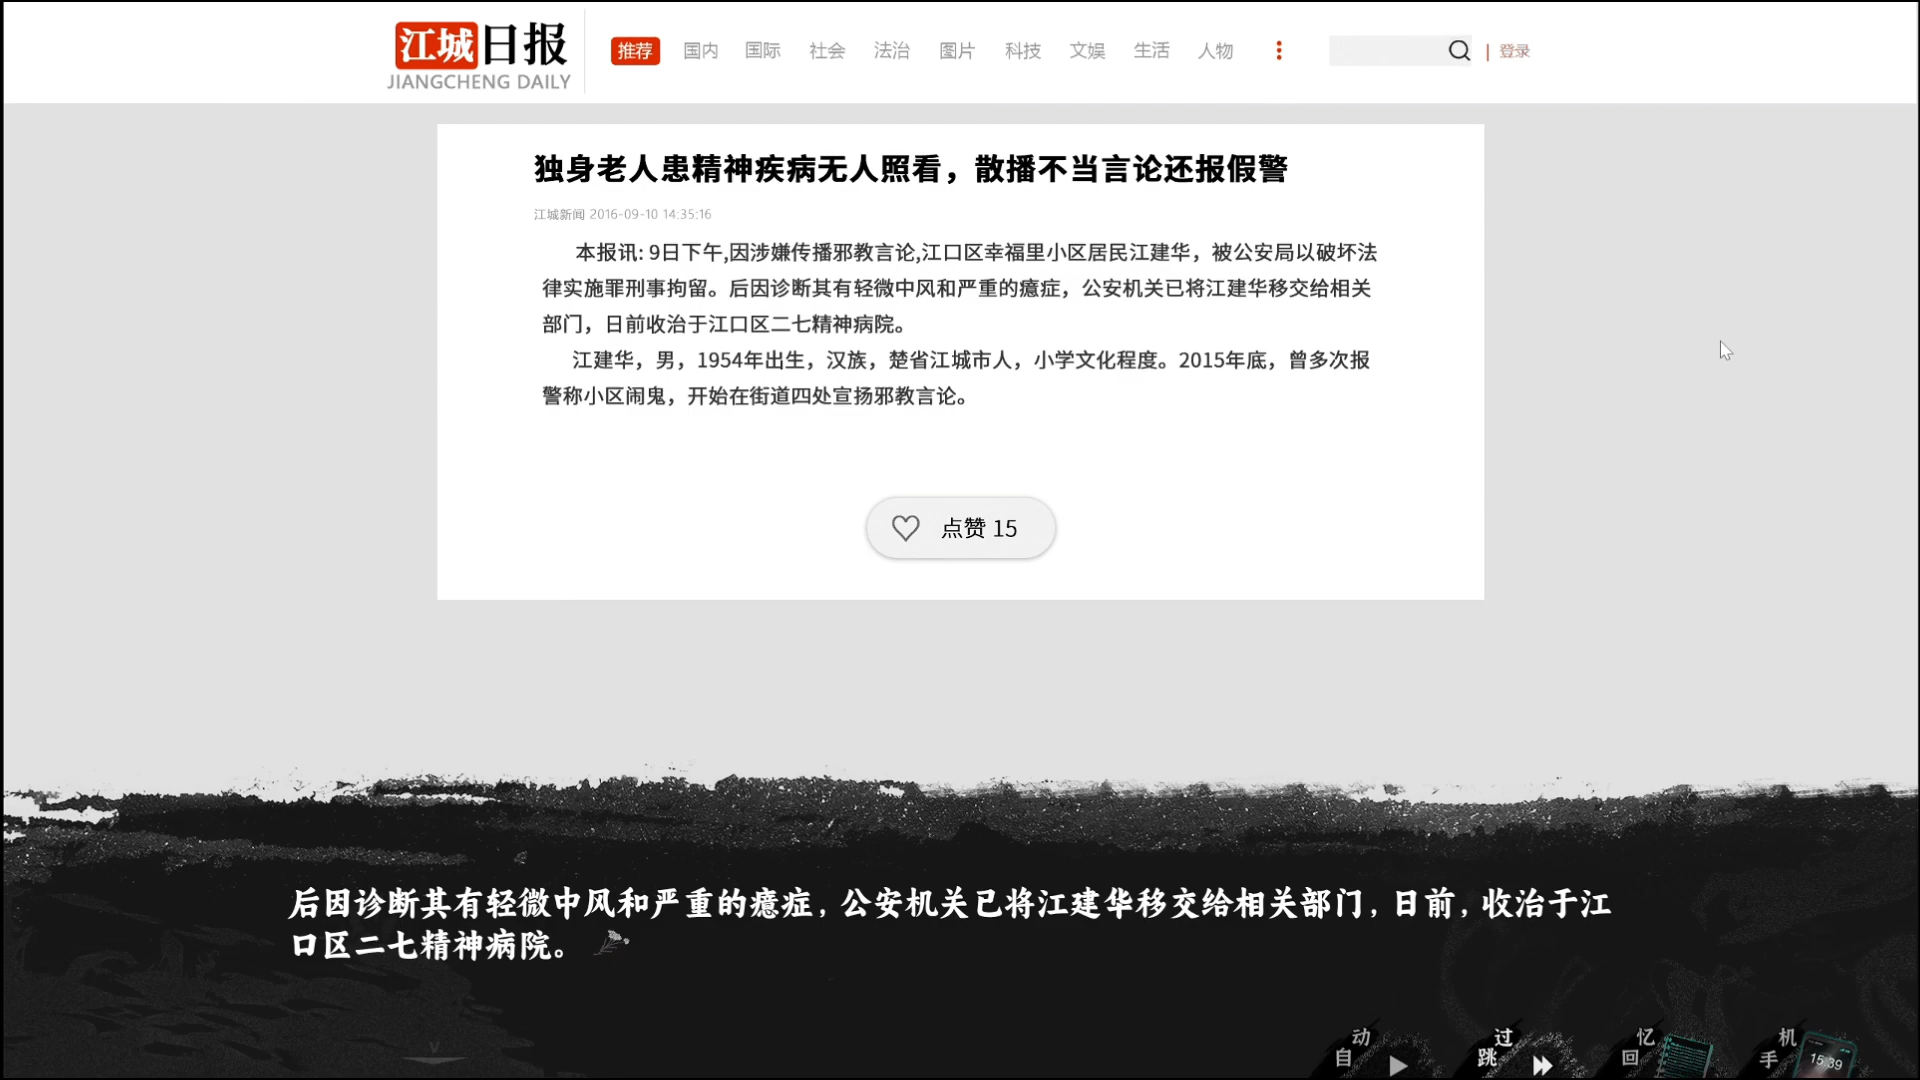 江城日报
JIANGCHENG DAILY
推荐 国内 国际 社会 法治 图片 科技 文娱 生活 人物
登录
独身老人患精神疾病无人照看，散播不当言论还报假警
江城新闻 2016-09-10 14:35:16
本报讯: 9日下午,因涉嫌传播邪教言论,江口区幸福里小区居民江建华，被公安局以破坏法
律实施罪刑事拘留。后因诊断其有轻微中风和严重的癔症，公安机关已将江建华移交给相关
部门，日前收治于江口区二七精神病院。
江建华，男，1954年出生，汉族，楚省江城市人，小学文化程度。2015年底，曾多次报
警称小区闹鬼，开始在街道四处宣扬邪教言论。
点赞 15
后因诊断其有轻微中风和严重的癔症，公安机关已将江建华移交给相关部门，日前，收治于江
口区二七精神病院。
自动
跳过
回忆
手机
15:39